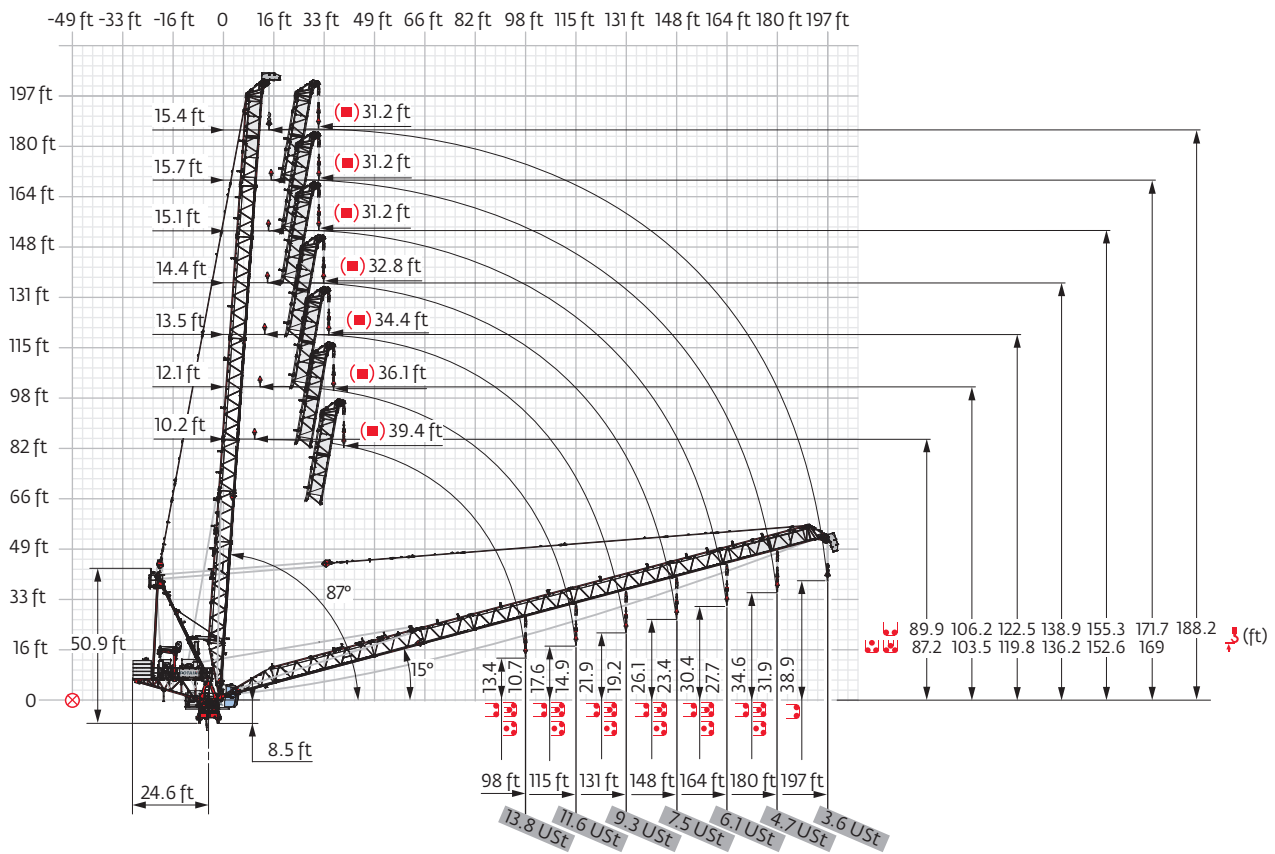 -49 ft -33 ft -16 ft 0 16 ft 33 ft 49 ft 66 ft 82 ft 98 ft 115 ft 131 ft 148 ft 164 ft 180 ft 197 ft
197 ft
15.4 ft
(■) 31.2 ft
180 ft
15.7 ft
(■) 31.2 ft
164 ft
15.1 ft
(■) 31.2 ft
148 ft
14.4 ft
(■) 32.8 ft
131 ft
13.5 ft
(■) 34.4 ft
115 ft
12.1 ft
(■) 36.1 ft
98 ft
10.2 ft
(■) 39.4 ft
82 ft
66 ft
49 ft
33 ft
16 ft
0
87°
15°
50.9 ft
8.5 ft
24.6 ft
89.9 106.2 122.5 138.9 155.3 171.7 188.2
87.2 103.5 119.8 136.2 152.6 169
(ft)
13.4 10.7 17.6 14.9 21.9 19.2 26.1 23.4 30.4 27.7 34.6 31.9 38.9
98 ft 115 ft 131 ft 148 ft 164 ft 180 ft 197 ft
13.8 USt 11.6 USt 9.3 USt 7.5 USt 6.1 USt 4.7 USt 3.6 USt